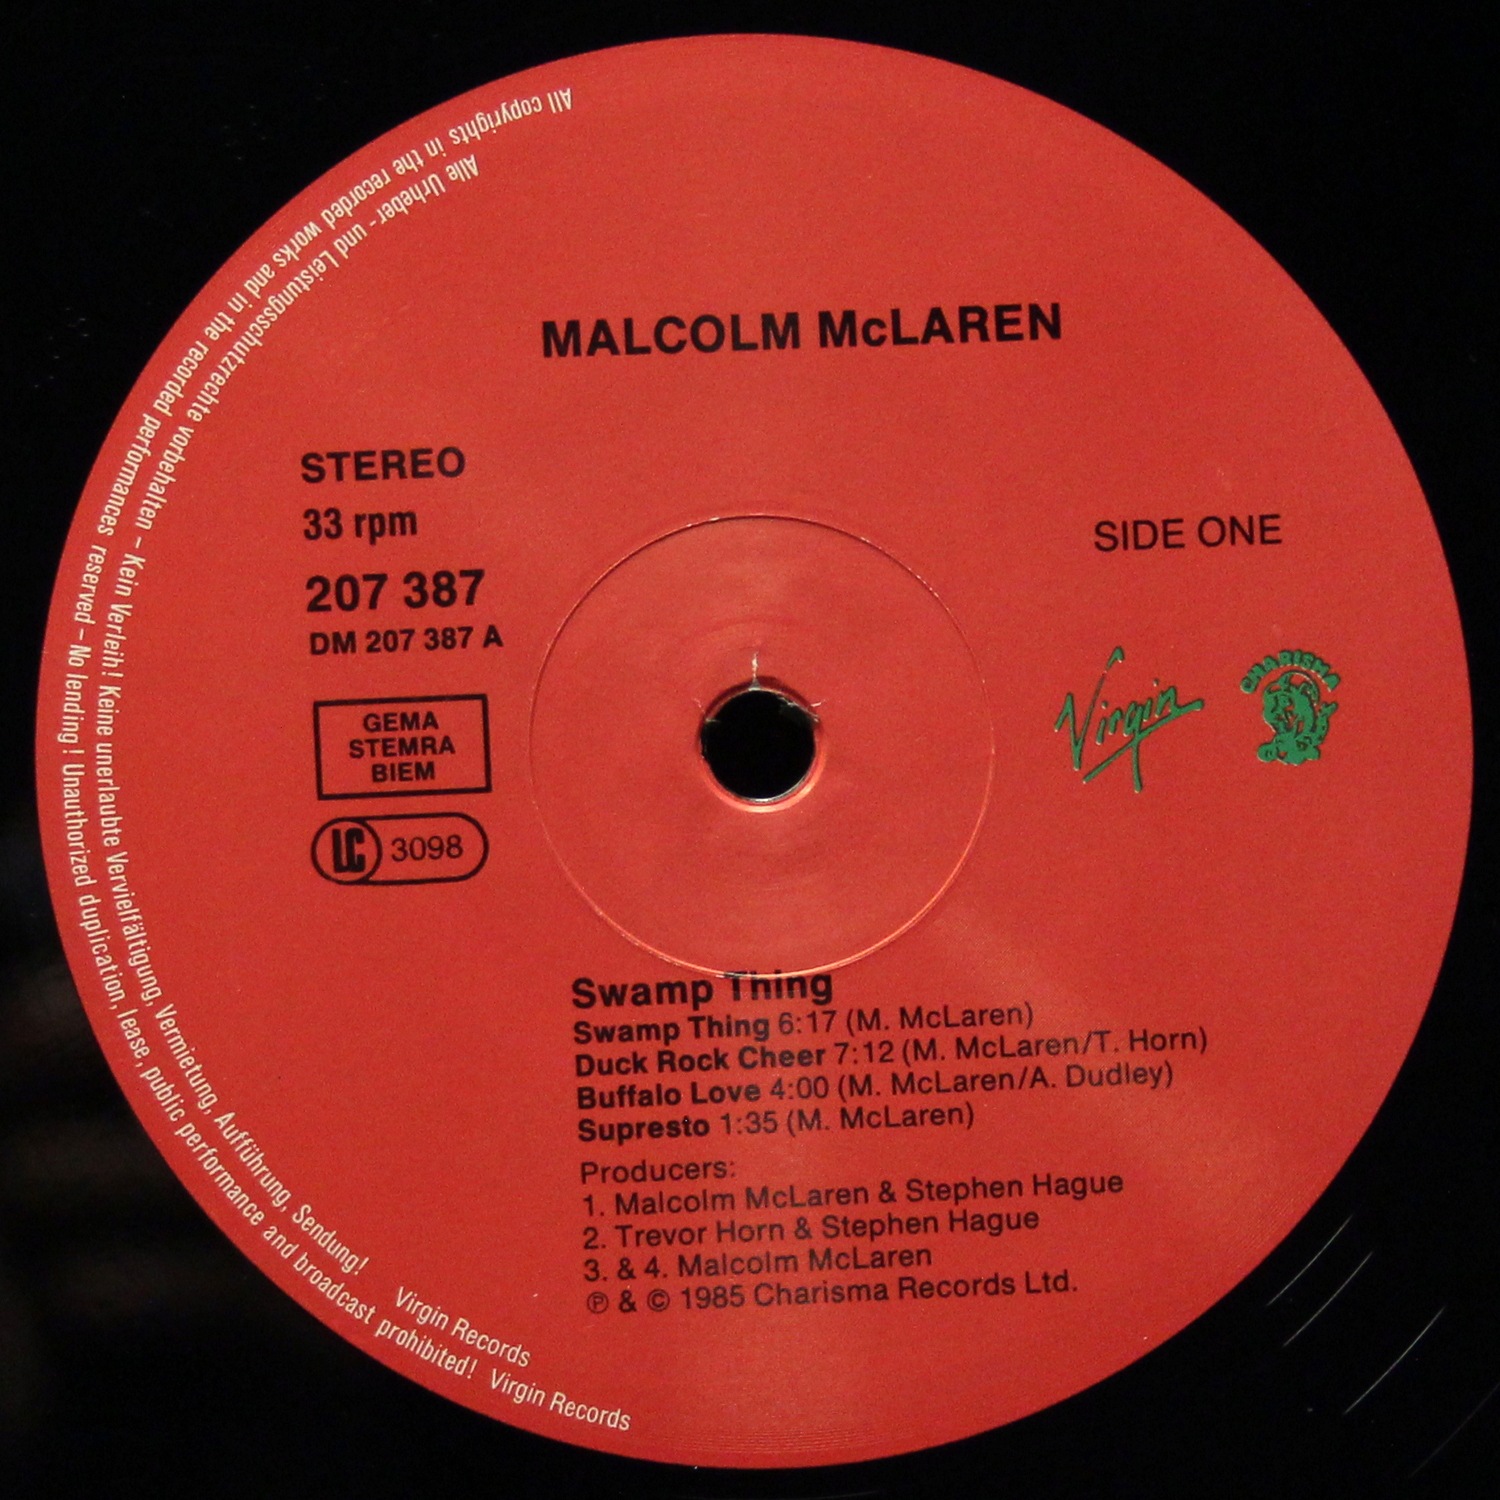 MALCOLM McLAREN
STEREO
33 rpm
207 387
DM 207 387 A
GEMA
STEMRA
BIEM
LC 3098
SIDE ONE
Virgin
CHARISMA
Swamp Thing
Swamp Thing 6:17 (M. McLaren)
Duck Rock Cheer 7:12 (M. McLaren/T. Horn)
Buffalo Love 4:00 (M. McLaren/A. Dudley)
Supresto 1:35 (M. McLaren)
Producers:
1. Malcolm McLaren & Stephen Hague
2. Trevor Horn & Stephen Hague
3. & 4. Malcolm McLaren
℗ & © 1985 Charisma Records Ltd.
All copyrights in the recorded works and in the recorded performances reserved – No lending! Unauthorized duplication, lease, public performance and broadcast prohibited! Virgin Records
Alle Urheber- und Leistungsschutzrechte vorbehalten – Kein Verleih! Keine unerlaubte Vervielfältigung, Vermietung, Aufführung, Sendung! Virgin Records